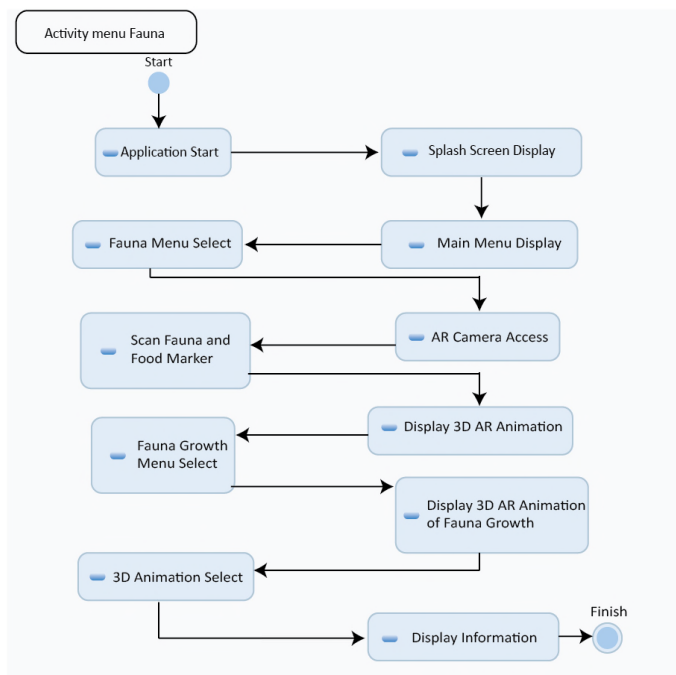 Activity menu Fauna
Start
Application Start
Splash Screen Display
Main Menu Display
Fauna Menu Select
AR Camera Access
Scan Fauna and
Food Marker
Display 3D AR Animation
Fauna Growth
Menu Select
Display 3D AR Animation
of Fauna Growth
3D Animation Select
Display Information
Finish